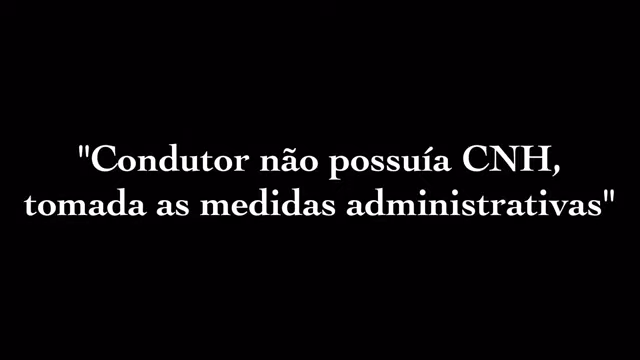 "Condutor não possuía CNH,
tomada as medidas administrativas"